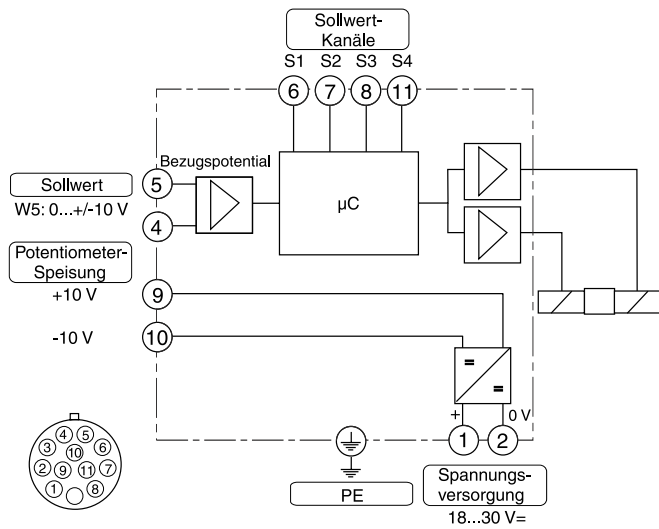 Sollwert-
Kanäle
S1 S2 S3 S4
6 7 8 11
Bezugspotential
Sollwert
W5: 0...+/-10 V
5
4
µC
Potentiometer-
Speisung
+10 V
9
-10 V
10
=
=
+ 0 V
1 2
PE
Spannungs-
versorgung
18...30 V=
4 5
3 10 6
2 9 11 7
1 8